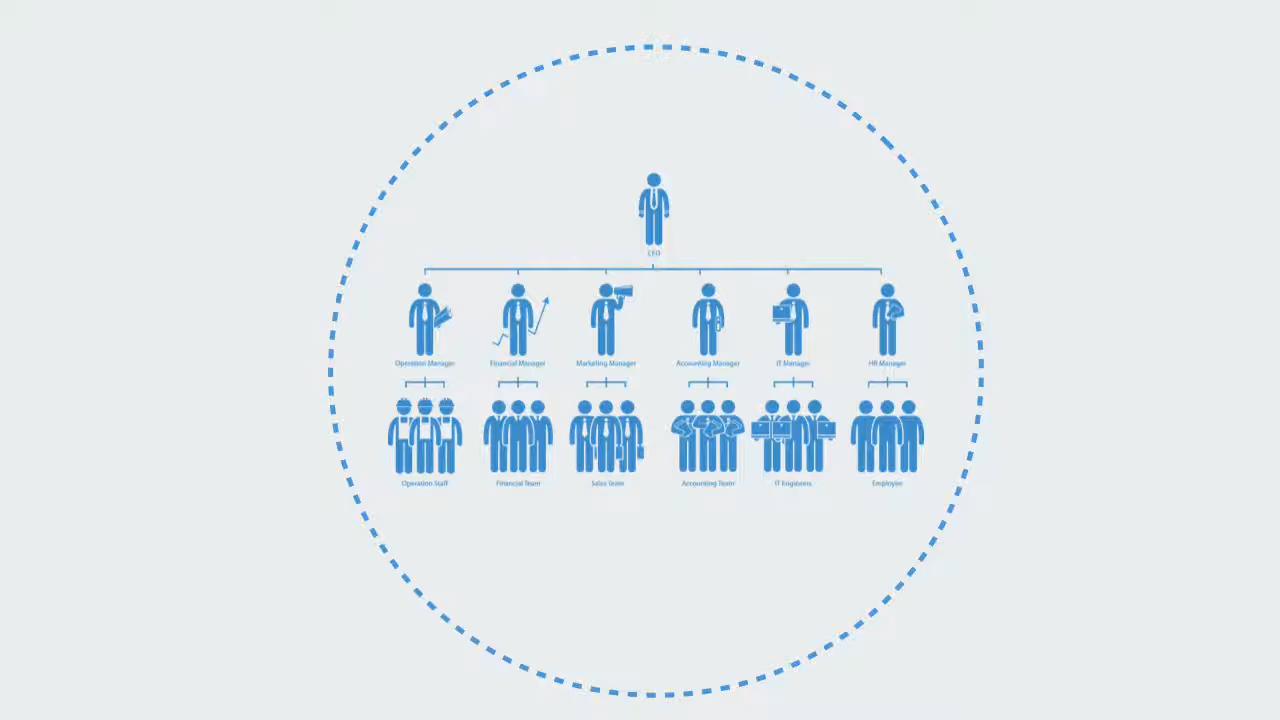 CEO
Operation Manager
Financial Manager
Marketing Manager
Accounting Manager
IT Manager
HR Manager
Operation Staff
Financial Team
Sales Team
Accounting Team
IT Engineers
Employee